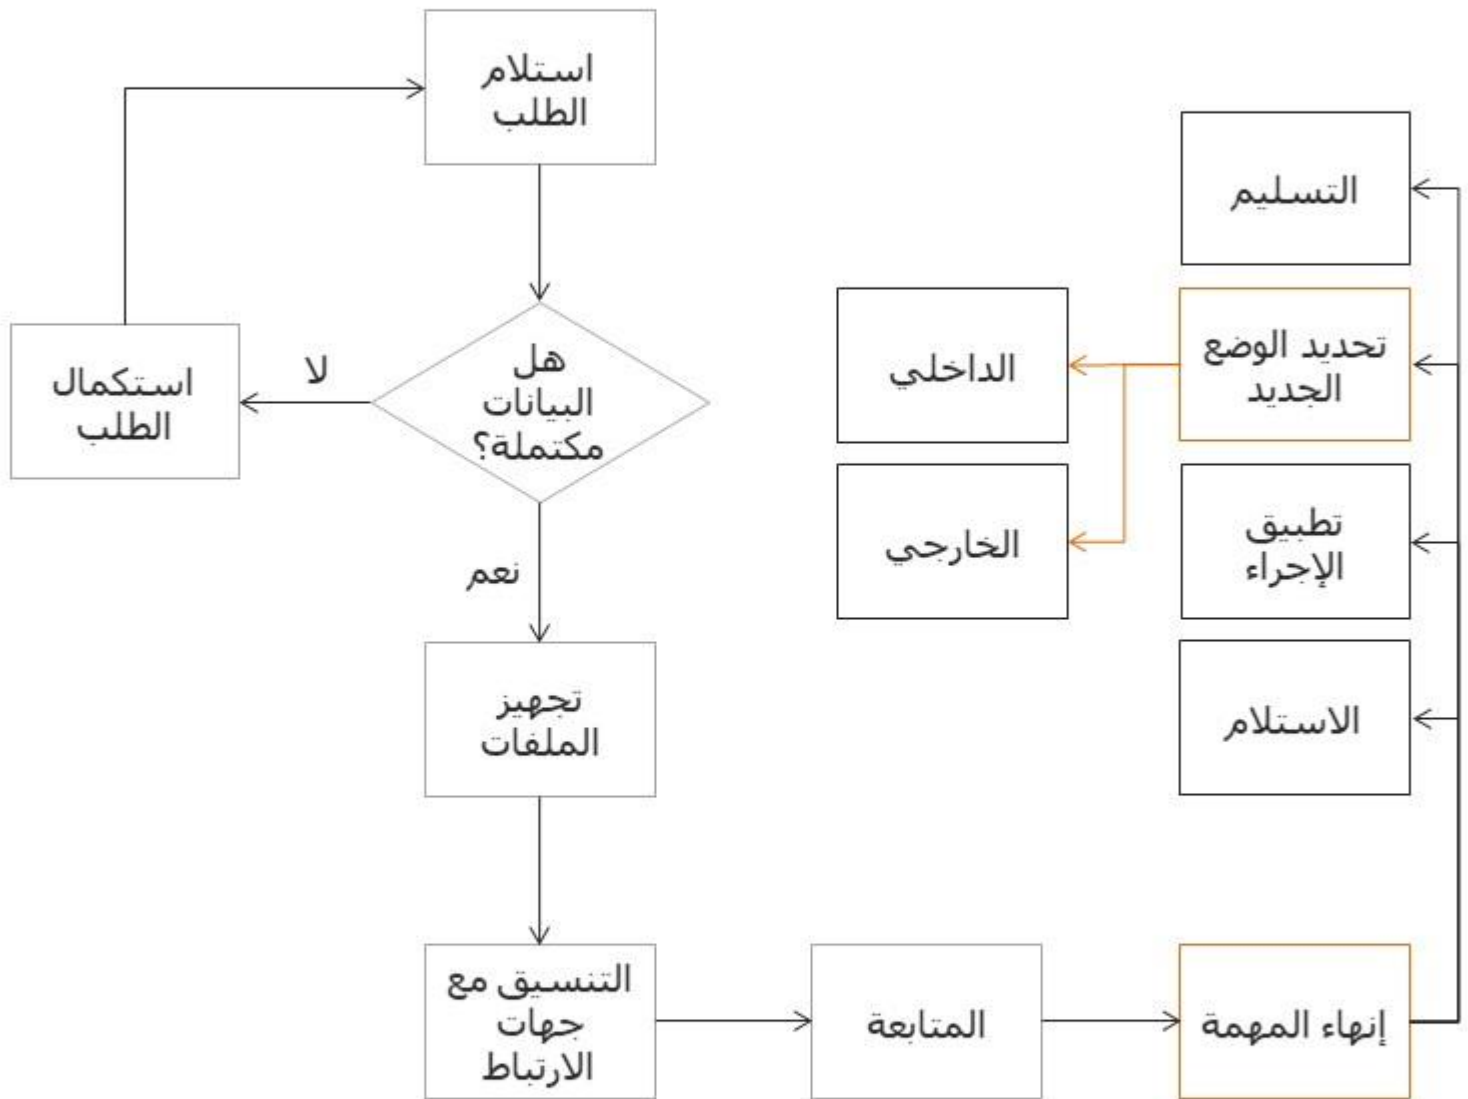 استلام
الطلب
هل
البيانات
مكتملة؟
لا
استكمال
الطلب
نعم
تجهيز
الملفات
التنسيق مع
جهات
الارتباط
المتابعة
إنهاء المهمة
التسليم
تحديد الوضع
الجديد
الداخلي
الخارجي
تطبيق
الإجراء
الاستلام